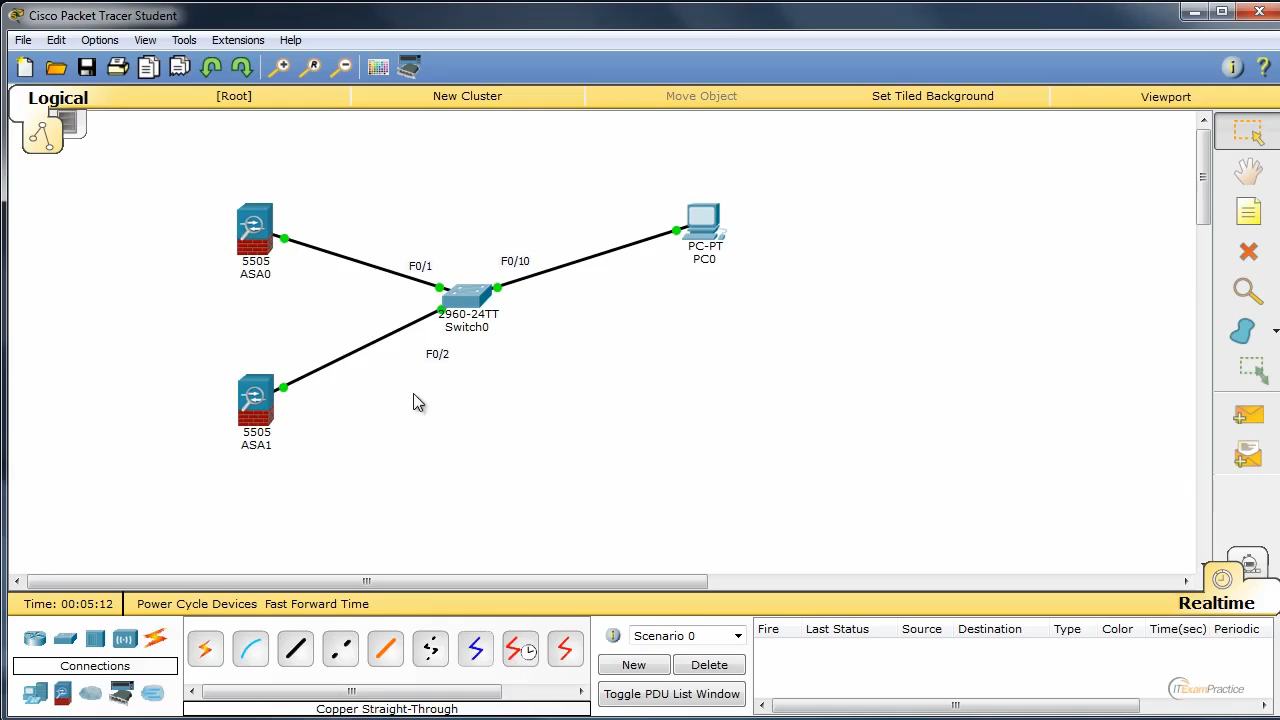 Cisco Packet Tracer Student
File Edit Options View Tools Extensions Help
Logical [Root] New Cluster Move Object Set Tiled Background Viewport
5505
ASA0
F0/1
F0/10
PC-PT
PC0
2960-24TT
Switch0
F0/2
5505
ASA1
Time: 00:05:12 Power Cycle Devices Fast Forward Time Realtime
Connections
Copper Straight-Through
Scenario 0
New Delete
Toggle PDU List Window
Fire Last Status Source Destination Type Color Time(sec) Periodic
ITExamPractice